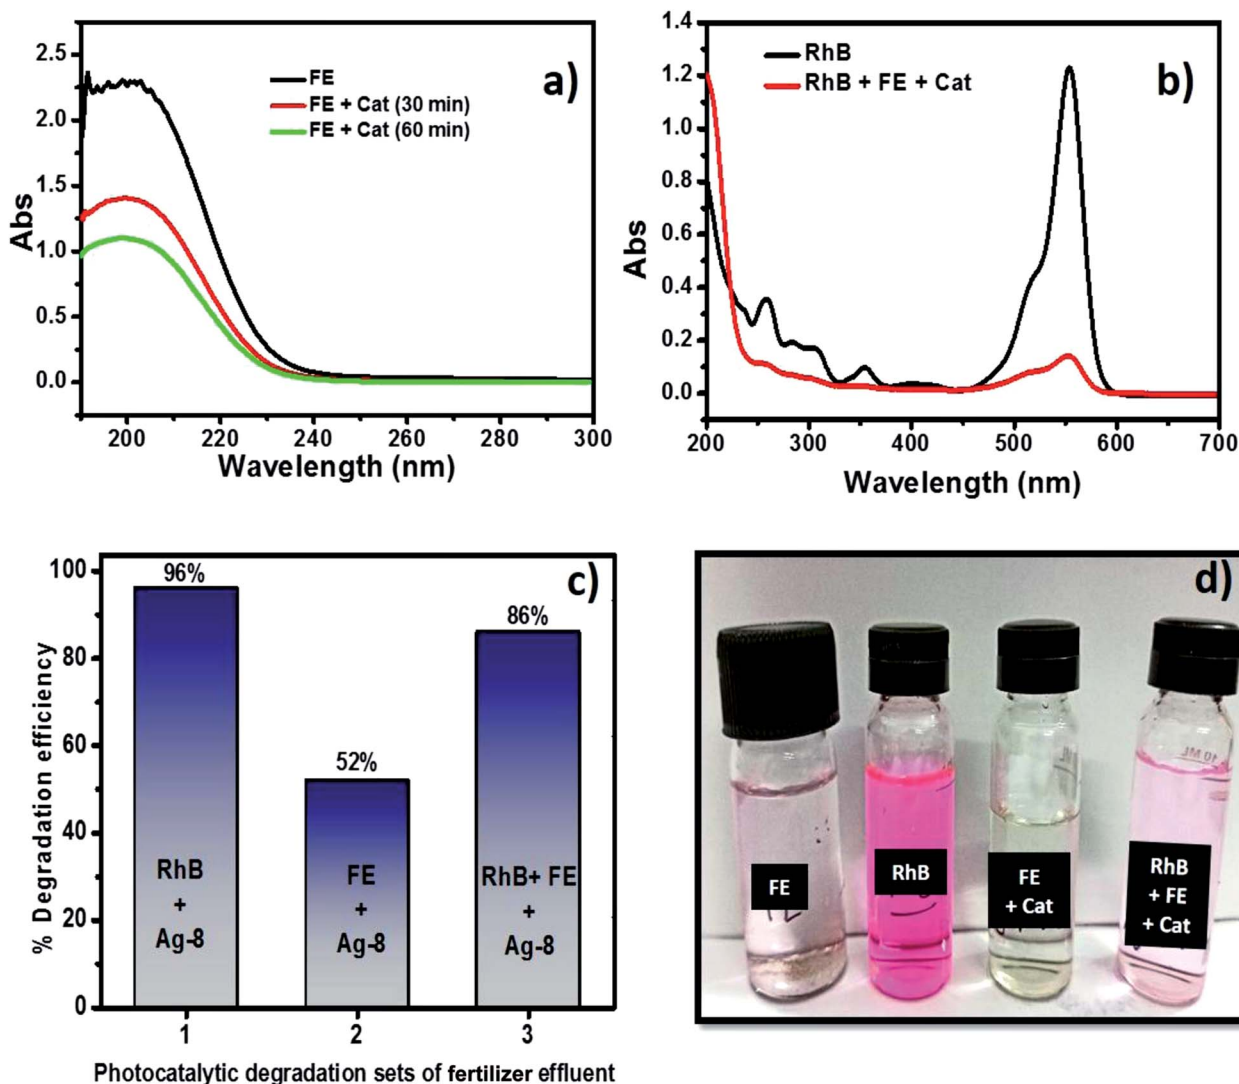 a)
FE
FE + Cat (30 min)
FE + Cat (60 min)
2.5
2.0
1.5
1.0
0.5
0.0
Abs
200 220 240 260 280 300
Wavelength (nm)
b)
RhB
RhB + FE + Cat
1.4
1.2
1.0
0.8
0.6
0.4
0.2
0.0
Abs
200 300 400 500 600 700
Wavelength (nm)
c)
100
80
60
40
20
0
% Degradation efficiency
96%
52%
86%
RhB
+
Ag-8
FE
+
Ag-8
RhB+ FE
+
Ag-8
1 2 3
Photocatalytic degradation sets of fertilizer effluent
d)
FE
RhB
FE
+ Cat
RhB
+ FE
+ Cat